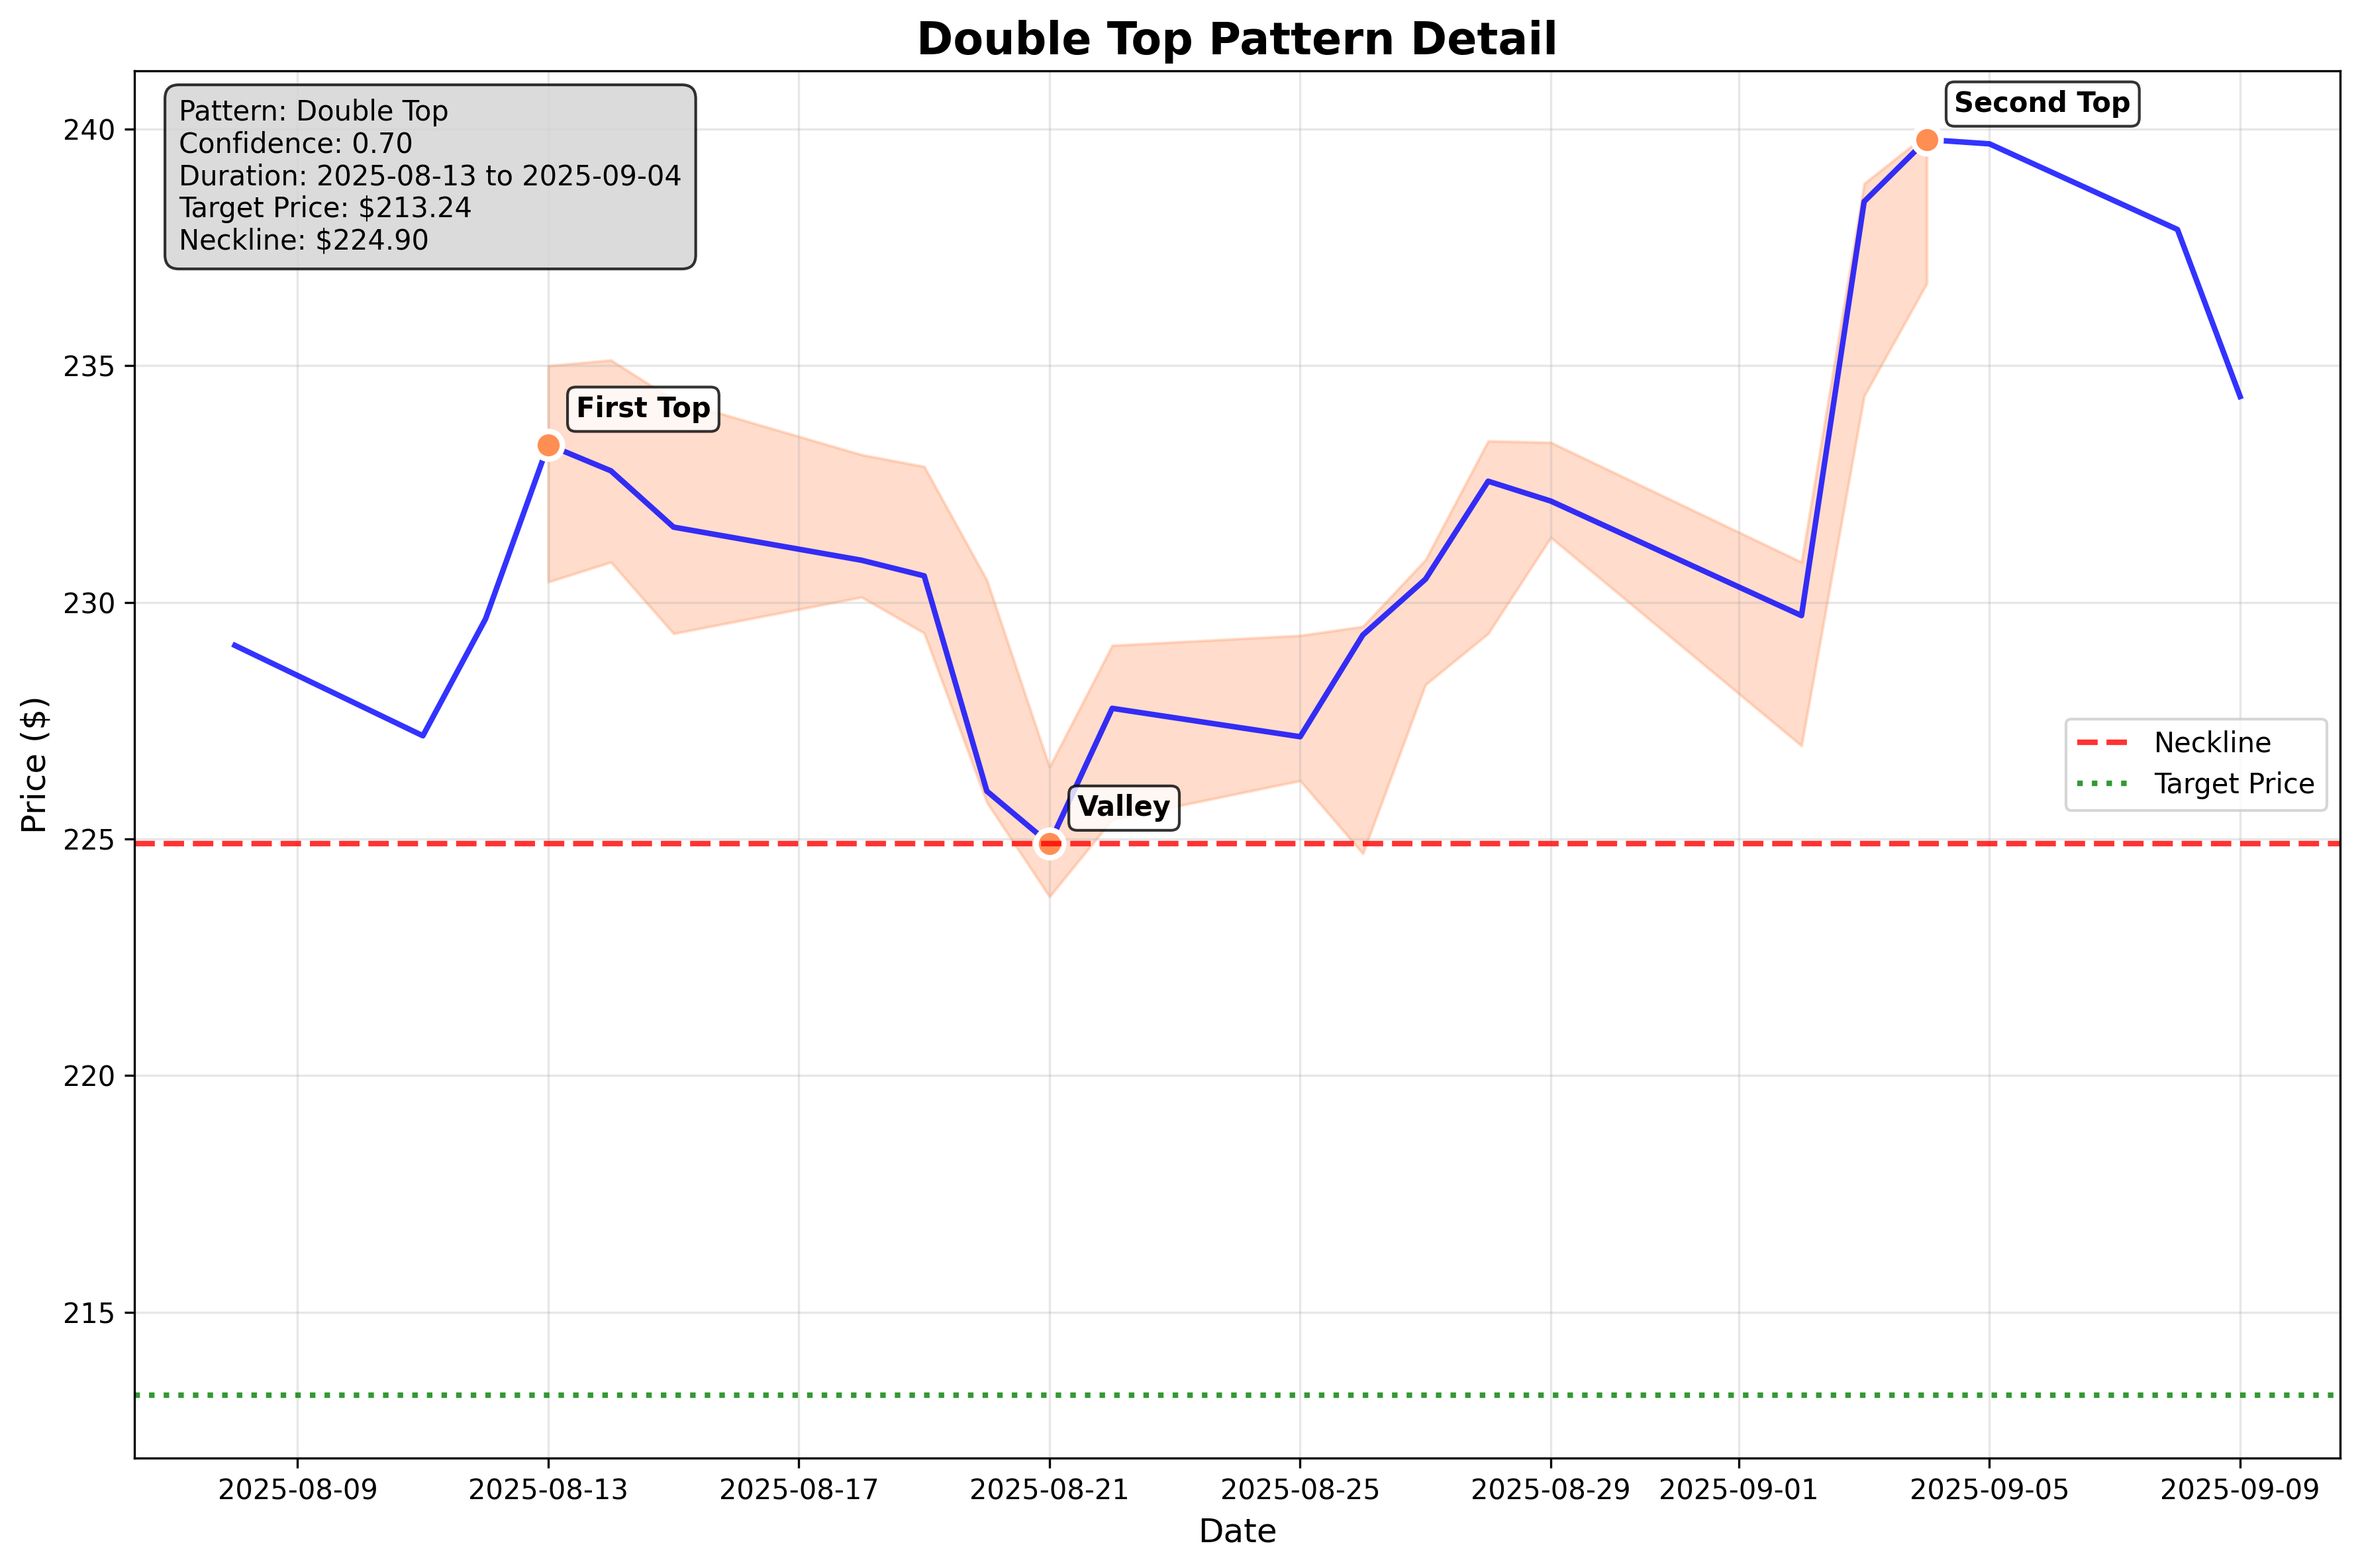 Double Top Pattern Detail
Pattern: Double Top
Confidence: 0.70
Duration: 2025-08-13 to 2025-09-04
Target Price: $213.24
Neckline: $224.90
Second Top
First Top
Valley
Neckline
Target Price
Price ($)
240
235
230
225
220
215
2025-08-09 2025-08-13 2025-08-17 2025-08-21 2025-08-25 2025-08-29 2025-09-01 2025-09-05 2025-09-09
Date